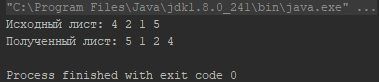 "C:\Program Files\Java\jdk1.8.0_241\bin\java.exe" ...
Исходный лист: 4 2 1 5
Полученный лист: 5 1 2 4
Process finished with exit code 0